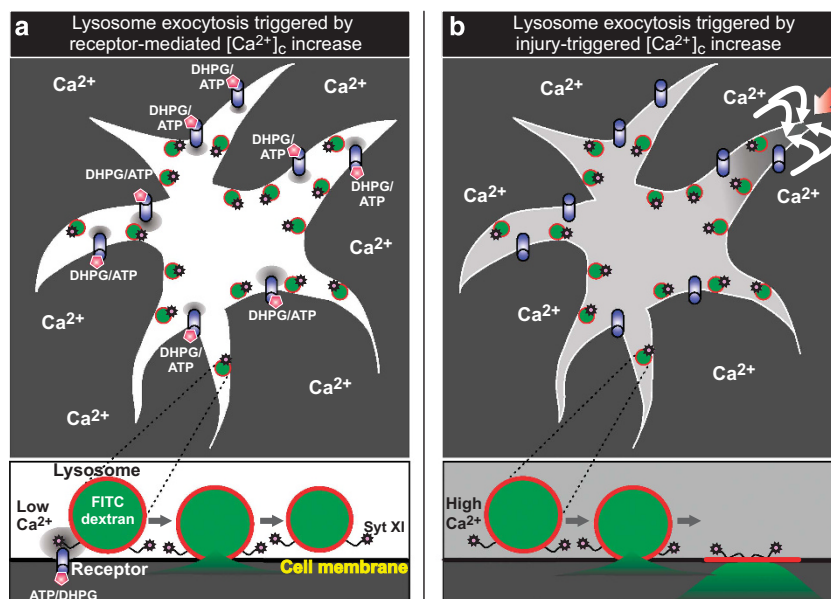 a
Lysosome exocytosis triggered by
receptor-mediated [Ca²⁺]c increase
Ca²⁺
DHPG/
ATP
Ca²⁺
DHPG/
ATP
DHPG/
ATP
DHPG/ATP
DHPG/
ATP
Ca²⁺
DHPG/ATP
DHPG/ATP
Ca²⁺
DHPG/
ATP
Ca²⁺
Ca²⁺
Lysosome
Low
Ca²⁺
FITC
dextran
Syt XI
Receptor
Cell membrane
ATP/DHPG
b
Lysosome exocytosis triggered by
injury-triggered [Ca²⁺]c increase
Ca²⁺
Ca²⁺
Ca²⁺
Ca²⁺
Ca²⁺
Ca²⁺
High
Ca²⁺